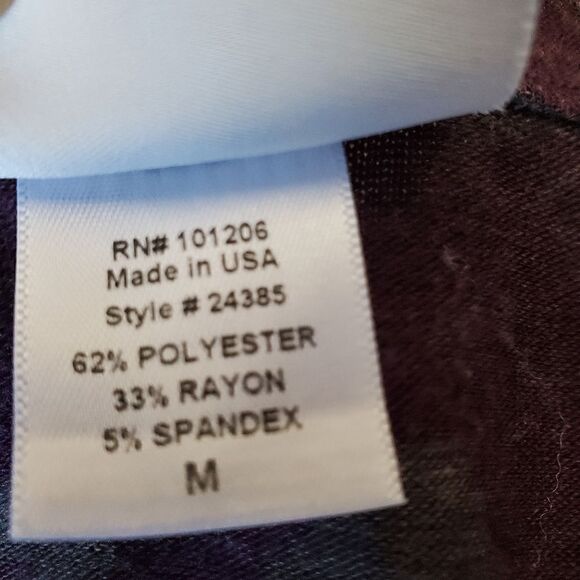 RN# 101206
Made in USA
Style # 24385
62% POLYESTER
33% RAYON
5% SPANDEX
M